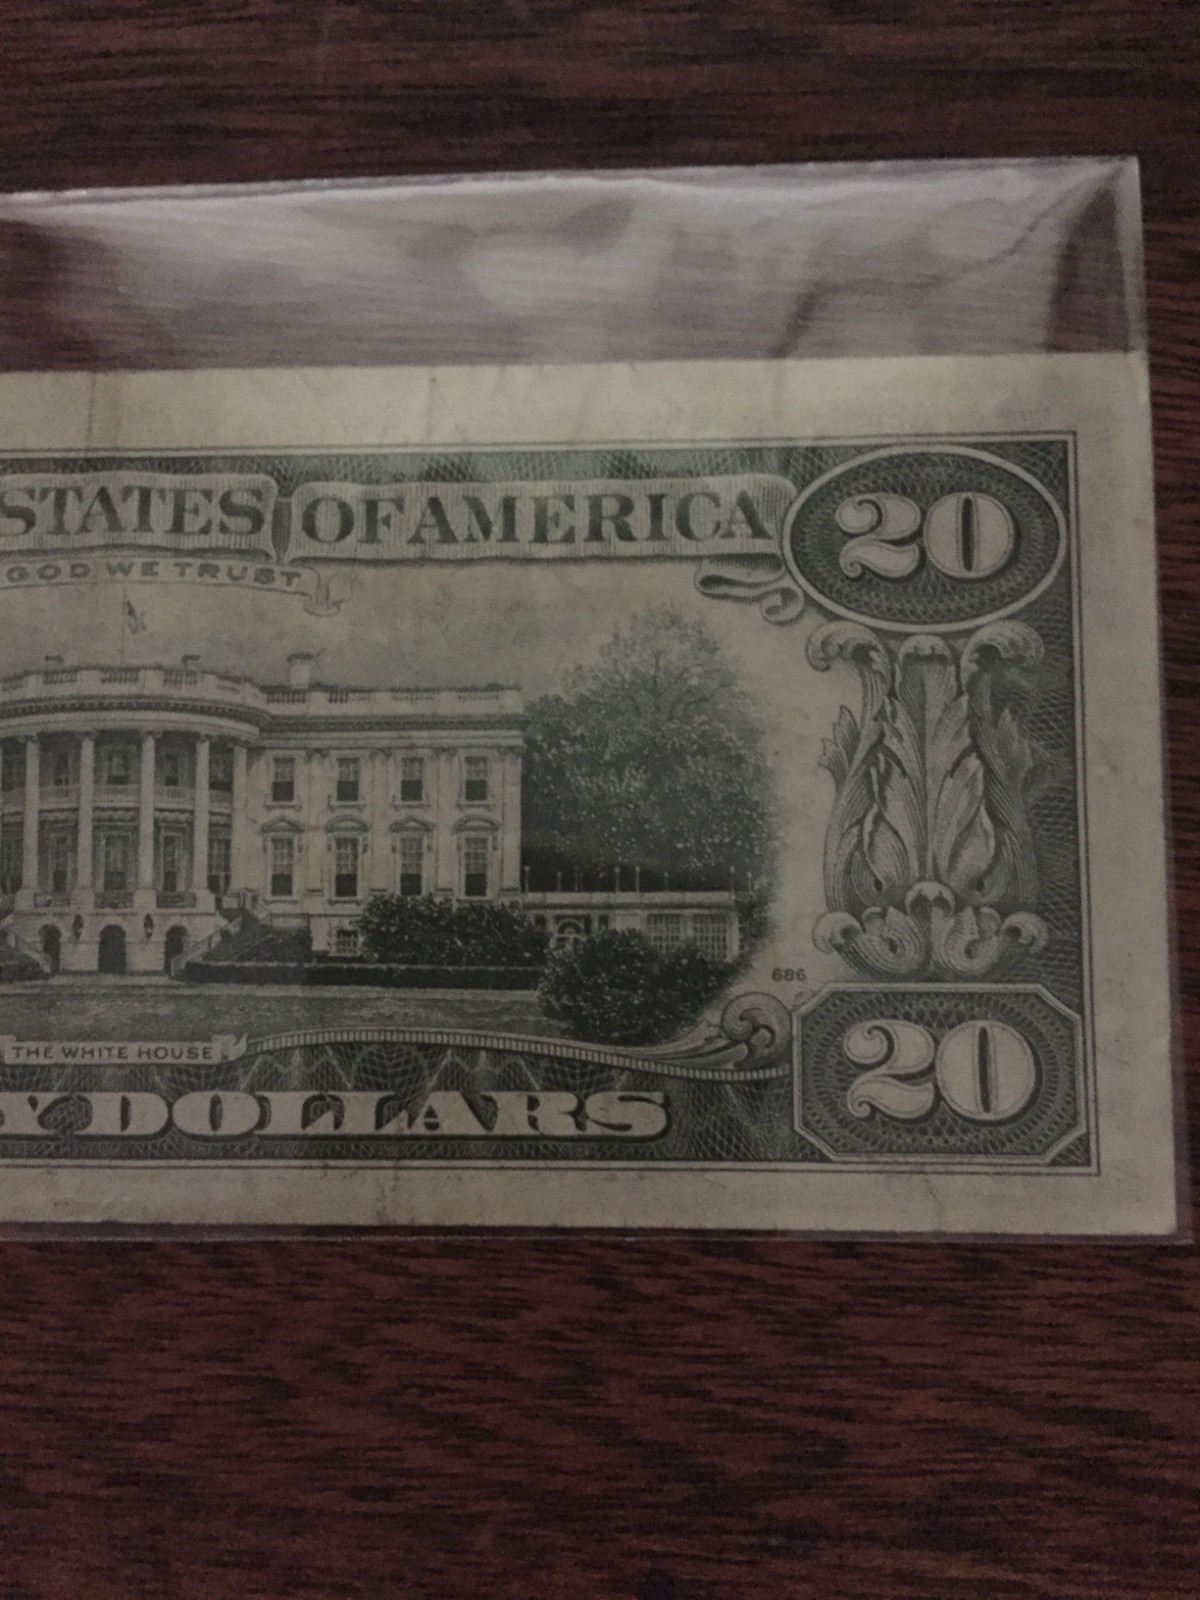 STATES OF AMERICA 20
GOD WE TRUST
686
THE WHITE HOUSE
Y DOLLARS 20